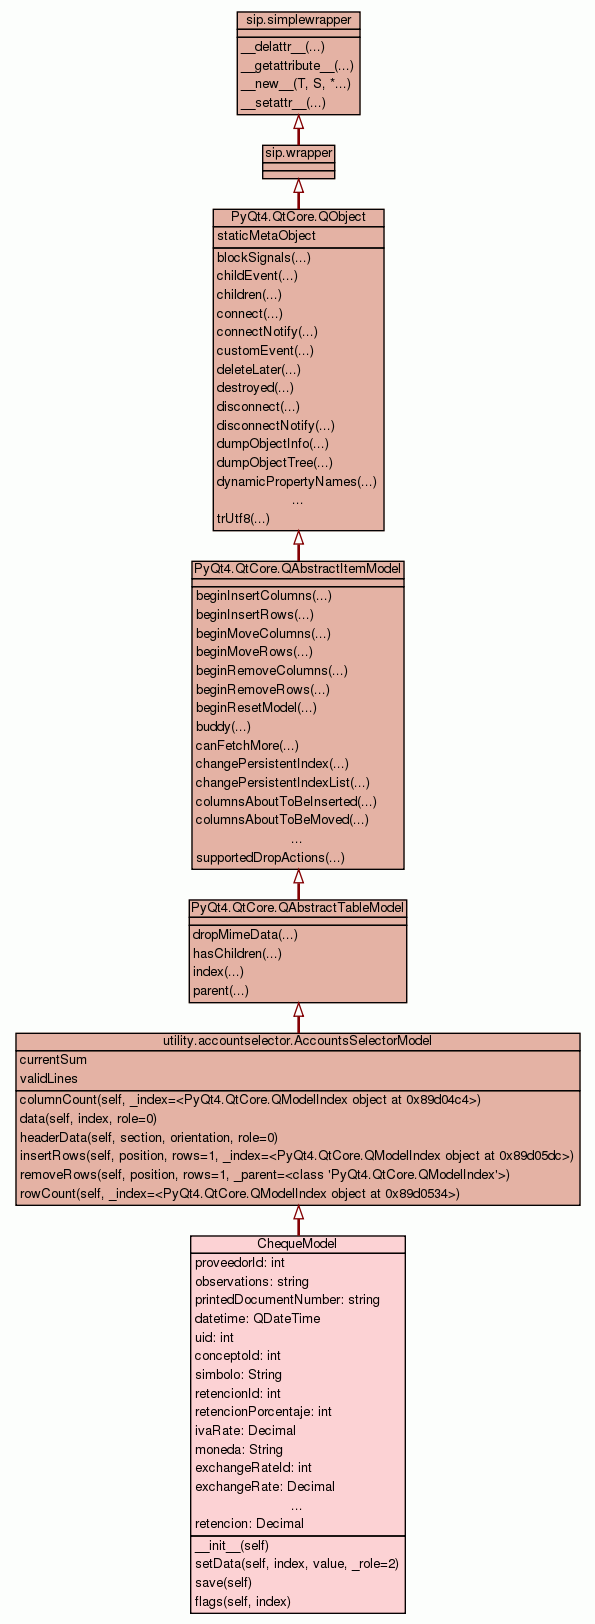 sip.simplewrapper
__delattr__(...)
__getattribute__(...)
__new__(T, S, *...)
__setattr__(...)
sip.wrapper
PyQt4.QtCore.QObject
staticMetaObject
blockSignals(...)
childEvent(...)
children(...)
connect(...)
connectNotify(...)
customEvent(...)
deleteLater(...)
destroyed(...)
disconnect(...)
disconnectNotify(...)
dumpObjectInfo(...)
dumpObjectTree(...)
dynamicPropertyNames(...)
...
trUtf8(...)
PyQt4.QtCore.QAbstractItemModel
beginInsertColumns(...)
beginInsertRows(...)
beginMoveColumns(...)
beginMoveRows(...)
beginRemoveColumns(...)
beginRemoveRows(...)
beginResetModel(...)
buddy(...)
canFetchMore(...)
changePersistentIndex(...)
changePersistentIndexList(...)
columnsAboutToBeInserted(...)
columnsAboutToBeMoved(...)
...
supportedDropActions(...)
PyQt4.QtCore.QAbstractTableModel
dropMimeData(...)
hasChildren(...)
index(...)
parent(...)
utility.accountselector.AccountsSelectorModel
currentSum
validLines
columnCount(self, _index=<PyQt4.QtCore.QModelIndex object at 0x89d04c4>)
data(self, index, role=0)
headerData(self, section, orientation, role=0)
insertRows(self, position, rows=1, _index=<PyQt4.QtCore.QModelIndex object at 0x89d05dc>)
removeRows(self, position, rows=1, _parent=<class 'PyQt4.QtCore.QModelIndex'>)
rowCount(self, _index=<PyQt4.QtCore.QModelIndex object at 0x89d0534>)
ChequeModel
proveedorId: int
observations: string
printedDocumentNumber: string
datetime: QDateTime
uid: int
conceptoId: int
simbolo: String
retencionId: int
retencionPorcentaje: int
ivaRate: Decimal
moneda: String
exchangeRateId: int
exchangeRate: Decimal
...
retencion: Decimal
__init__(self)
setData(self, index, value, _role=2)
save(self)
flags(self, index)